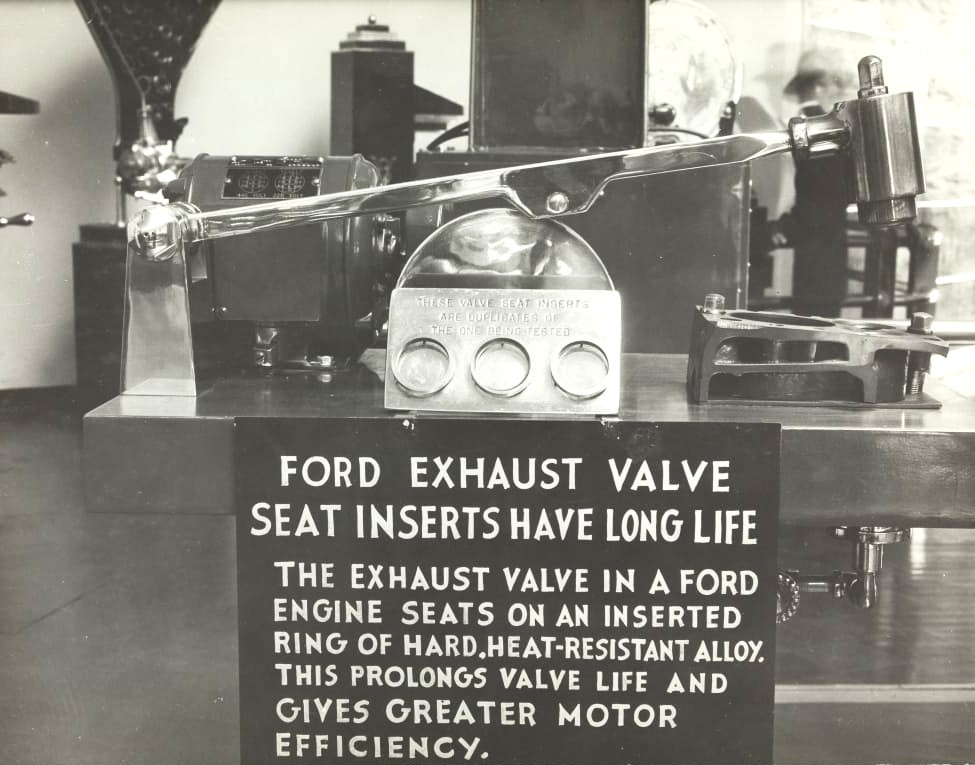 THESE VALVE SEAT INSERTS
ARE DUPLICATES OF
THE ONE BEING TESTED
FORD EXHAUST VALVE
SEAT INSERTS HAVE LONG LIFE
THE EXHAUST VALVE IN A FORD
ENGINE SEATS ON AN INSERTED
RING OF HARD, HEAT-RESISTANT ALLOY.
THIS PROLONGS VALVE LIFE AND
GIVES GREATER MOTOR
EFFICIENCY.